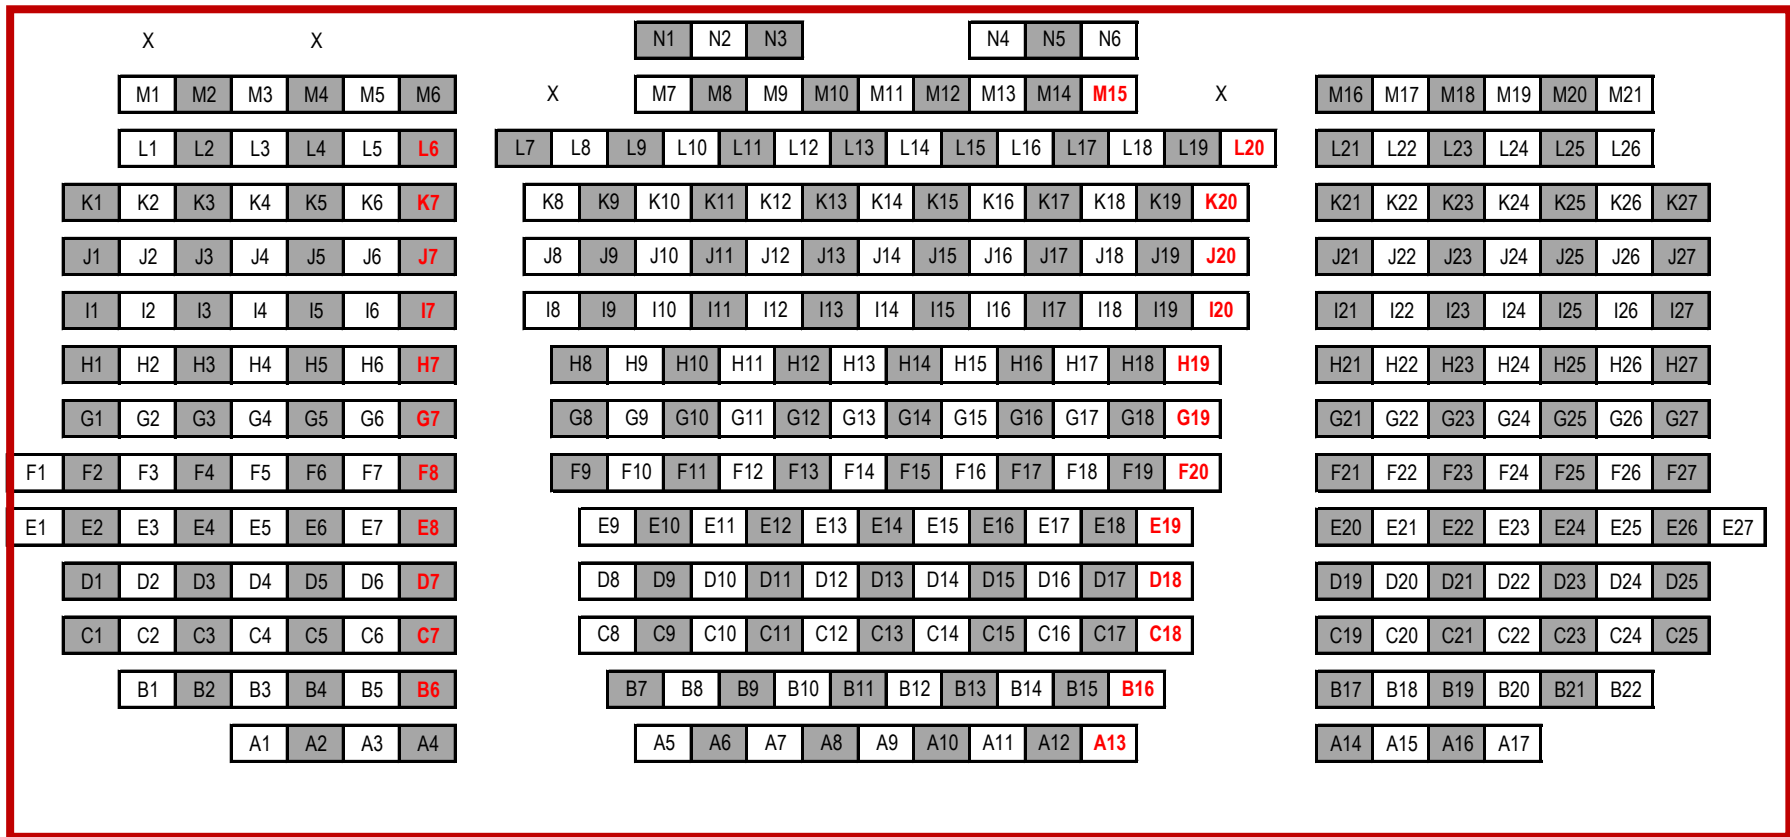 X X N1 N2 N3 N4 N5 N6
M1 M2 M3 M4 M5 M6 X M7 M8 M9 M10 M11 M12 M13 M14 M15 X M16 M17 M18 M19 M20 M21
L1 L2 L3 L4 L5 L6 L7 L8 L9 L10 L11 L12 L13 L14 L15 L16 L17 L18 L19 L20 L21 L22 L23 L24 L25 L26
K1 K2 K3 K4 K5 K6 K7 K8 K9 K10 K11 K12 K13 K14 K15 K16 K17 K18 K19 K20 K21 K22 K23 K24 K25 K26 K27
J1 J2 J3 J4 J5 J6 J7 J8 J9 J10 J11 J12 J13 J14 J15 J16 J17 J18 J19 J20 J21 J22 J23 J24 J25 J26 J27
I1 I2 I3 I4 I5 I6 I7 I8 I9 I10 I11 I12 I13 I14 I15 I16 I17 I18 I19 I20 I21 I22 I23 I24 I25 I26 I27
H1 H2 H3 H4 H5 H6 H7 H8 H9 H10 H11 H12 H13 H14 H15 H16 H17 H18 H19 H21 H22 H23 H24 H25 H26 H27
G1 G2 G3 G4 G5 G6 G7 G8 G9 G10 G11 G12 G13 G14 G15 G16 G17 G18 G19 G21 G22 G23 G24 G25 G26 G27
F1 F2 F3 F4 F5 F6 F7 F8 F9 F10 F11 F12 F13 F14 F15 F16 F17 F18 F19 F20 F21 F22 F23 F24 F25 F26 F27
E1 E2 E3 E4 E5 E6 E7 E8 E9 E10 E11 E12 E13 E14 E15 E16 E17 E18 E19 E20 E21 E22 E23 E24 E25 E26 E27
D1 D2 D3 D4 D5 D6 D7 D8 D9 D10 D11 D12 D13 D14 D15 D16 D17 D18 D19 D20 D21 D22 D23 D24 D25
C1 C2 C3 C4 C5 C6 C7 C8 C9 C10 C11 C12 C13 C14 C15 C16 C17 C18 C19 C20 C21 C22 C23 C24 C25
B1 B2 B3 B4 B5 B6 B7 B8 B9 B10 B11 B12 B13 B14 B15 B16 B17 B18 B19 B20 B21 B22
A1 A2 A3 A4 A5 A6 A7 A8 A9 A10 A11 A12 A13 A14 A15 A16 A17